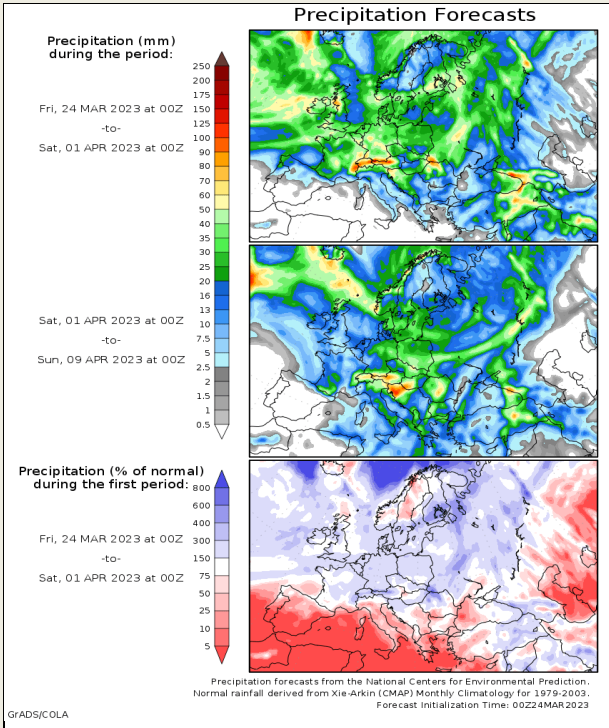 Precipitation Forecasts
Precipitation (mm)
during the period:
Fri, 24 MAR 2023 at 00Z
-to-
Sat, 01 APR 2023 at 00Z
250
200
175
150
125
100
90
80
70
60
50
40
35
30
25
20
16
13
10
7.5
5
2.5
2
1.5
1
0.5
Sat, 01 APR 2023 at 00Z
-to-
Sun, 09 APR 2023 at 00Z
Precipitation (% of normal)
during the first period:
Fri, 24 MAR 2023 at 00Z
-to-
Sat, 01 APR 2023 at 00Z
800
600
400
300
150
75
50
25
10
5
Precipitation forecasts from the National Centers for Environmental Prediction.
Normal rainfall derived from Xie-Arkin (CMAP) Monthly Climatology for 1979-2003.
Forecast Initialization Time: 00Z24MAR2023
GrADS/COLA